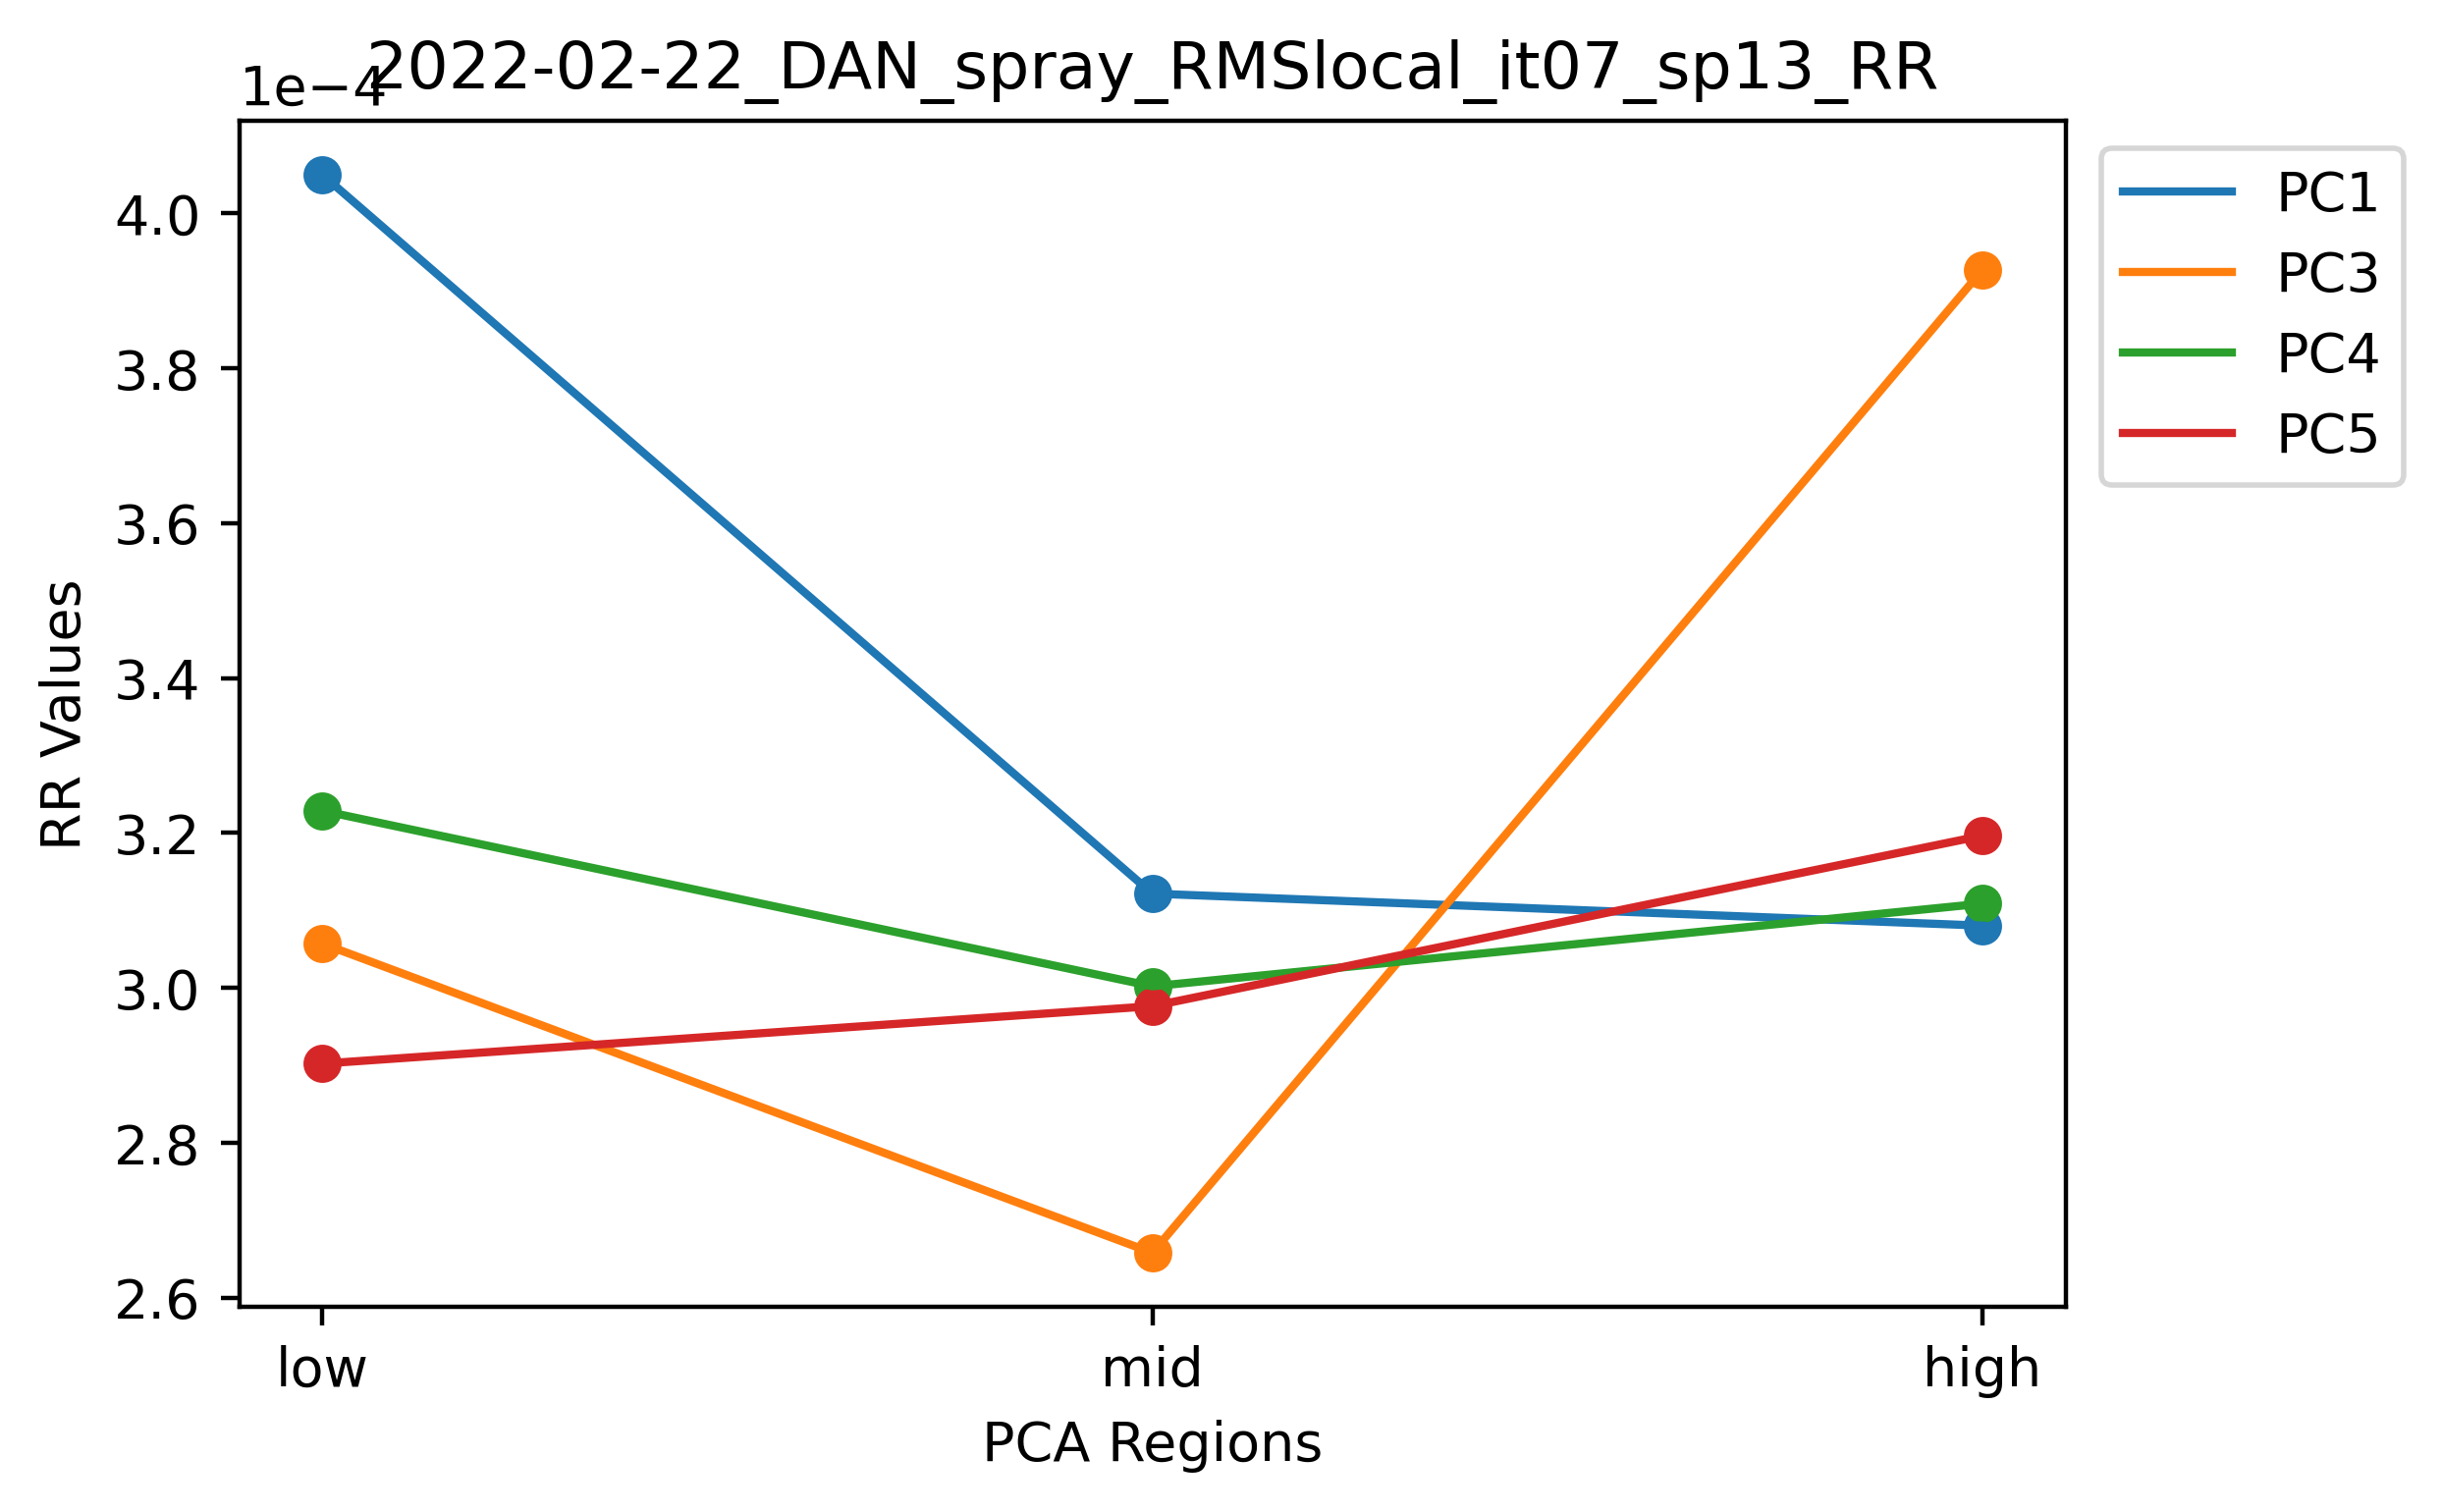 1e−4
2022-02-22_DAN_spray_RMSlocal_it07_sp13_RR
4.0
3.8
3.6
3.4
3.2
3.0
2.8
2.6
RR Values
low mid high
PCA Regions
PC1
PC3
PC4
PC5